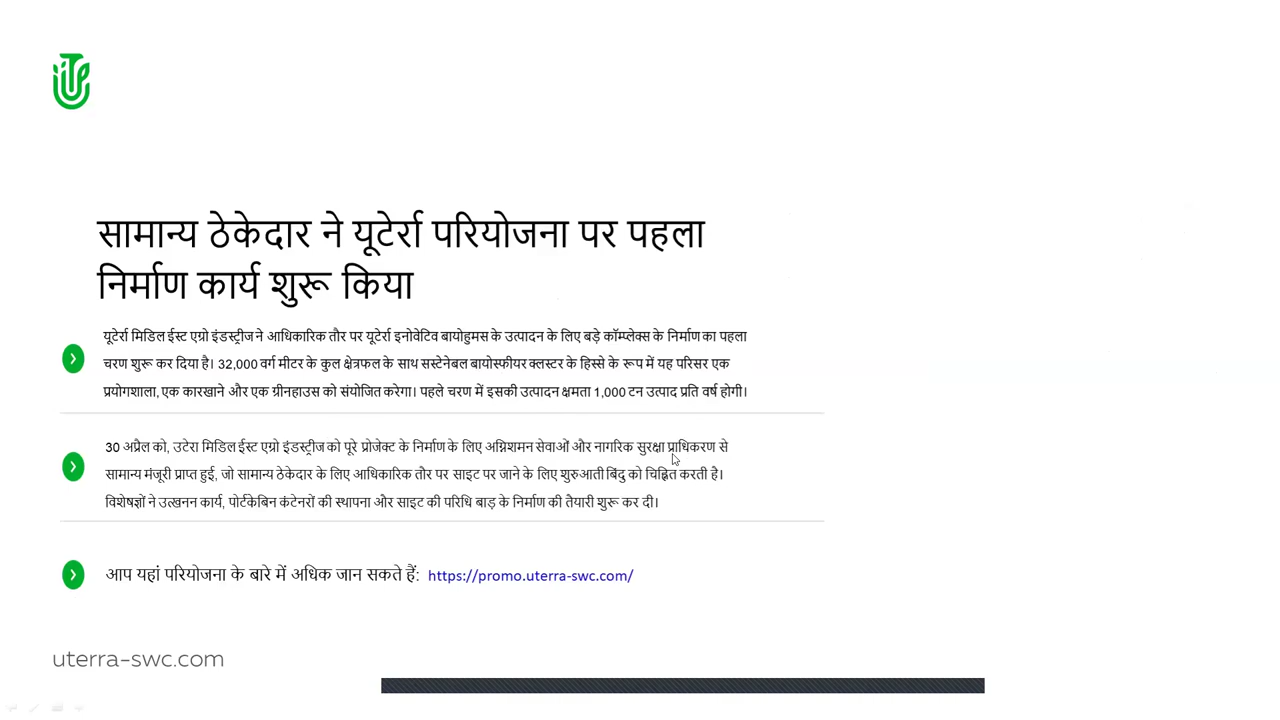 सामान्य ठेकेदार ने यूटेर्रा परियोजना पर पहला
निर्माण कार्य शुरू किया
यूटेर्रा मिडिल ईस्ट एग्रो इंडस्ट्रीज ने आधिकारिक तौर पर यूटेर्रा इनोवेटिव बायोहुमस के उत्पादन के लिए बड़े कॉम्प्लेक्स के निर्माण का पहला
चरण शुरू कर दिया है। 32,000 वर्ग मीटर के कुल क्षेत्रफल के साथ सस्टेनेबल बायोस्फीयर क्लस्टर के हिस्से के रूप में यह परिसर एक
प्रयोगशाला, एक कारखाने और एक ग्रीनहाउस को संयोजित करेगा। पहले चरण में इसकी उत्पादन क्षमता 1,000 टन उत्पाद प्रति वर्ष होगी।
30 अप्रैल को, उटेरा मिडिल ईस्ट एग्रो इंडस्ट्रीज को पूरे प्रोजेक्ट के निर्माण के लिए अग्निशमन सेवाओं और नागरिक सुरक्षा प्राधिकरण से
सामान्य मंजूरी प्राप्त हुई, जो सामान्य ठेकेदार के लिए आधिकारिक तौर पर साइट पर जाने के लिए शुरुआती बिंदु को चिह्नित करती है।
विशेषज्ञों ने उत्खनन कार्य, पोर्टकेबिन कंटेनरों की स्थापना और साइट की परिधि बाड़ के निर्माण की तैयारी शुरू कर दी।
आप यहां परियोजना के बारे में अधिक जान सकते हैं: https://promo.uterra-swc.com/
uterra-swc.com